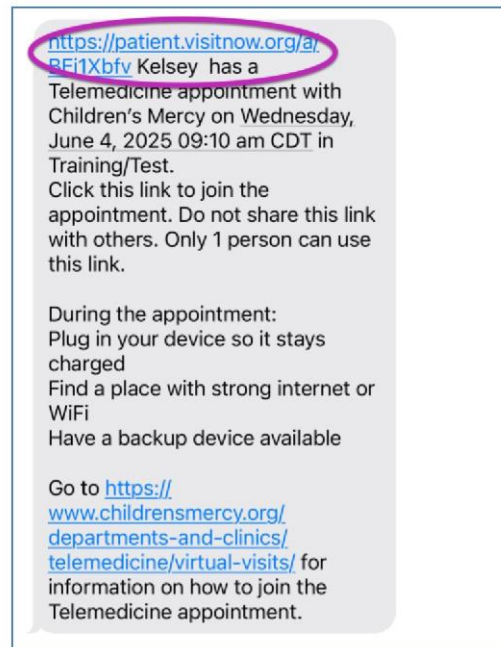 https://patient.visitnow.org/a/
BFj1Xbfv Kelsey has a
Telemedicine appointment with
Children's Mercy on Wednesday,
June 4, 2025 09:10 am CDT in
Training/Test.
Click this link to join the
appointment. Do not share this link
with others. Only 1 person can use
this link.
During the appointment:
Plug in your device so it stays
charged
Find a place with strong internet or
WiFi
Have a backup device available
Go to https://
www.childrensmercy.org/
departments-and-clinics/
telemedicine/virtual-visits/ for
information on how to join the
Telemedicine appointment.